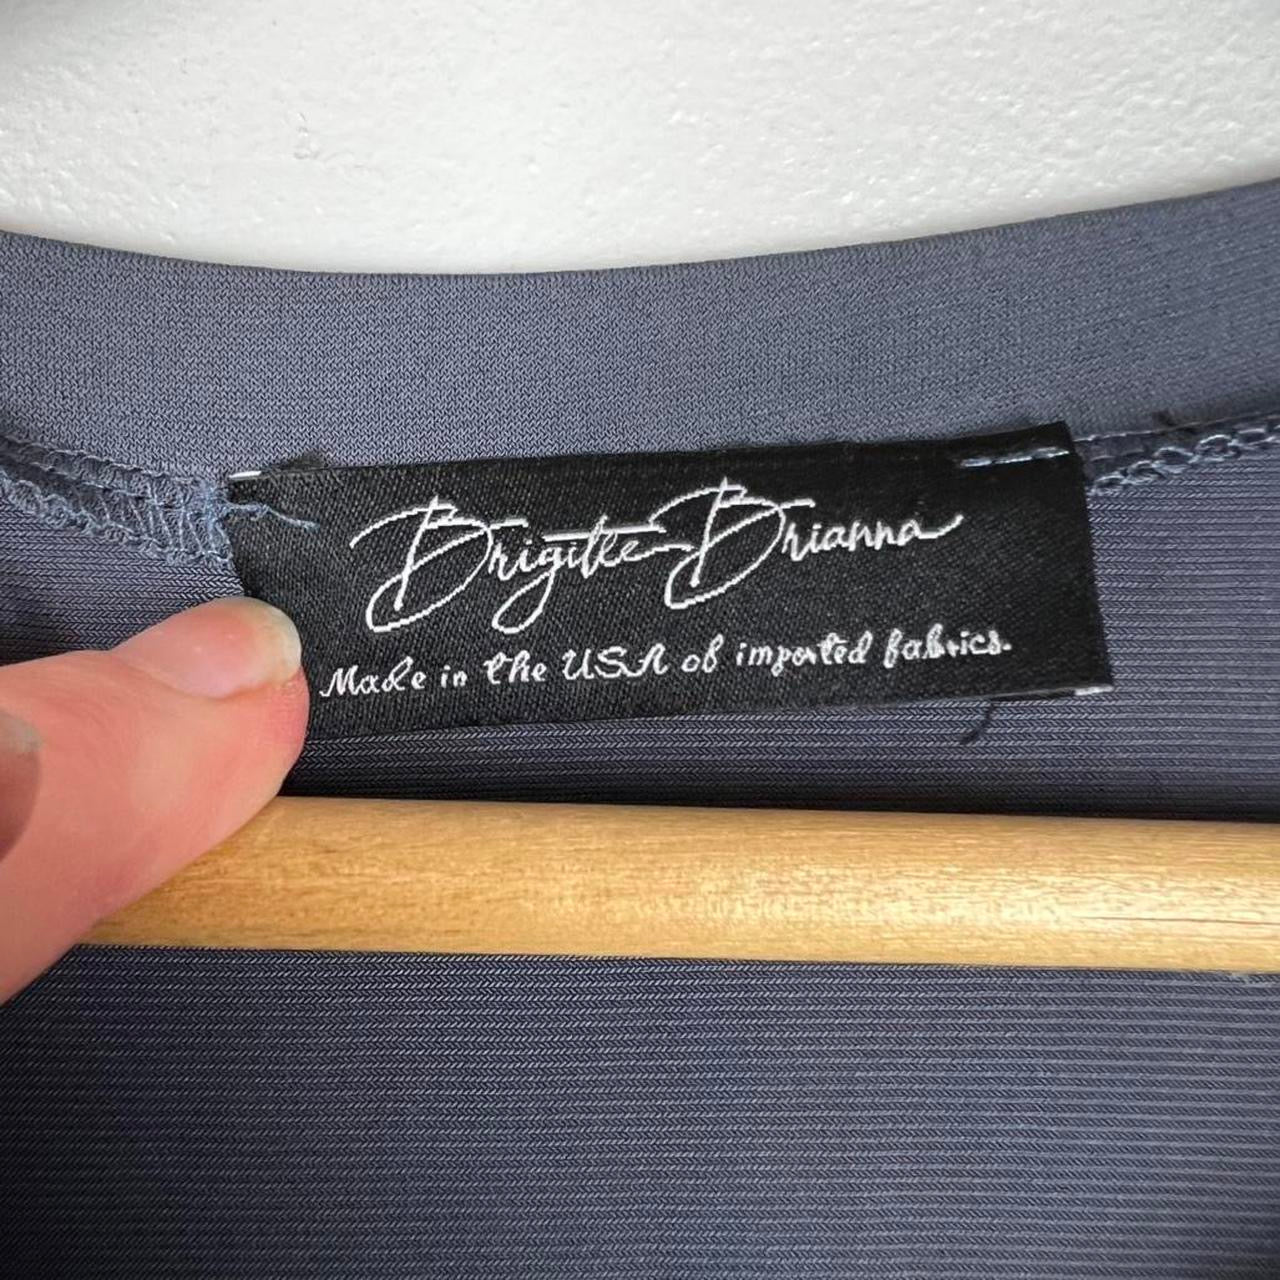 Brigitte Brianna
Made in the USA of imported fabrics.